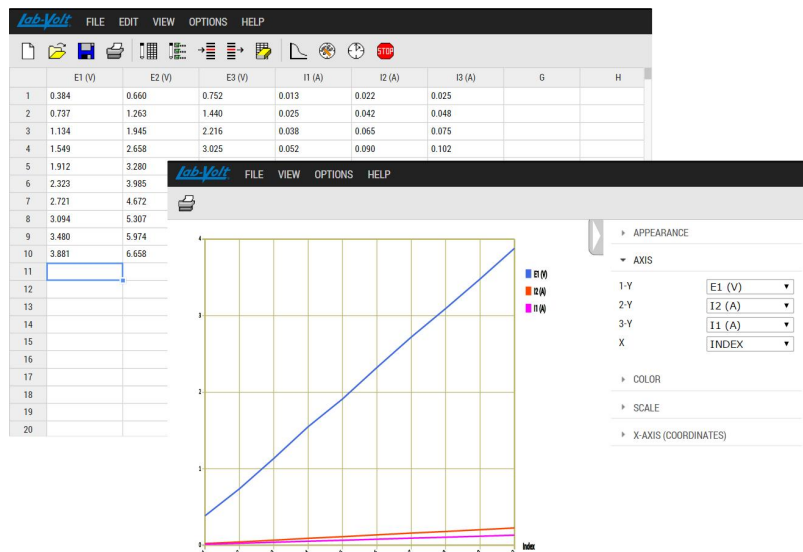 Lab-Volt FILE EDIT VIEW OPTIONS HELP
STOP
E1 (V) E2 (V) E3 (V) I1 (A) I2 (A) I3 (A) G H
1 0.384 0.660 0.752 0.013 0.022 0.025
2 0.737 1.263 1.440 0.025 0.042 0.048
3 1.134 1.945 2.216 0.038 0.065 0.075
4 1.549 2.658 3.025 0.052 0.090 0.102
5 1.912 3.280
6 2.323 3.985
7 2.721 4.672
8 3.094 5.307
9 3.480 5.974
10 3.881 6.658
11
12
13
14
15
16
17
18
19
20
Lab-Volt FILE VIEW OPTIONS HELP
4
3
2
1
0
Index
E1 (V)
I2 (A)
I1 (A)
APPEARANCE
AXIS
1-Y E1 (V)
2-Y I2 (A)
3-Y I1 (A)
X INDEX
COLOR
SCALE
X-AXIS (COORDINATES)